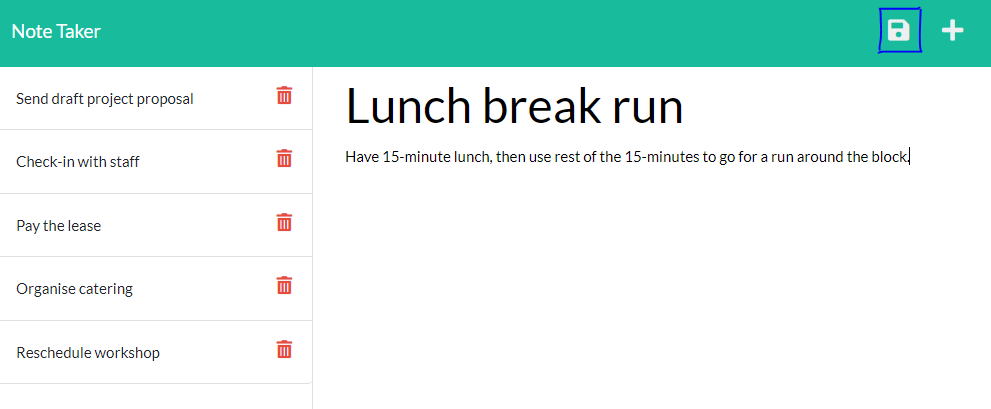 Note Taker
Send draft project proposal
Check-in with staff
Pay the lease
Organise catering
Reschedule workshop
Lunch break run
Have 15-minute lunch, then use rest of the 15-minutes to go for a run around the block.